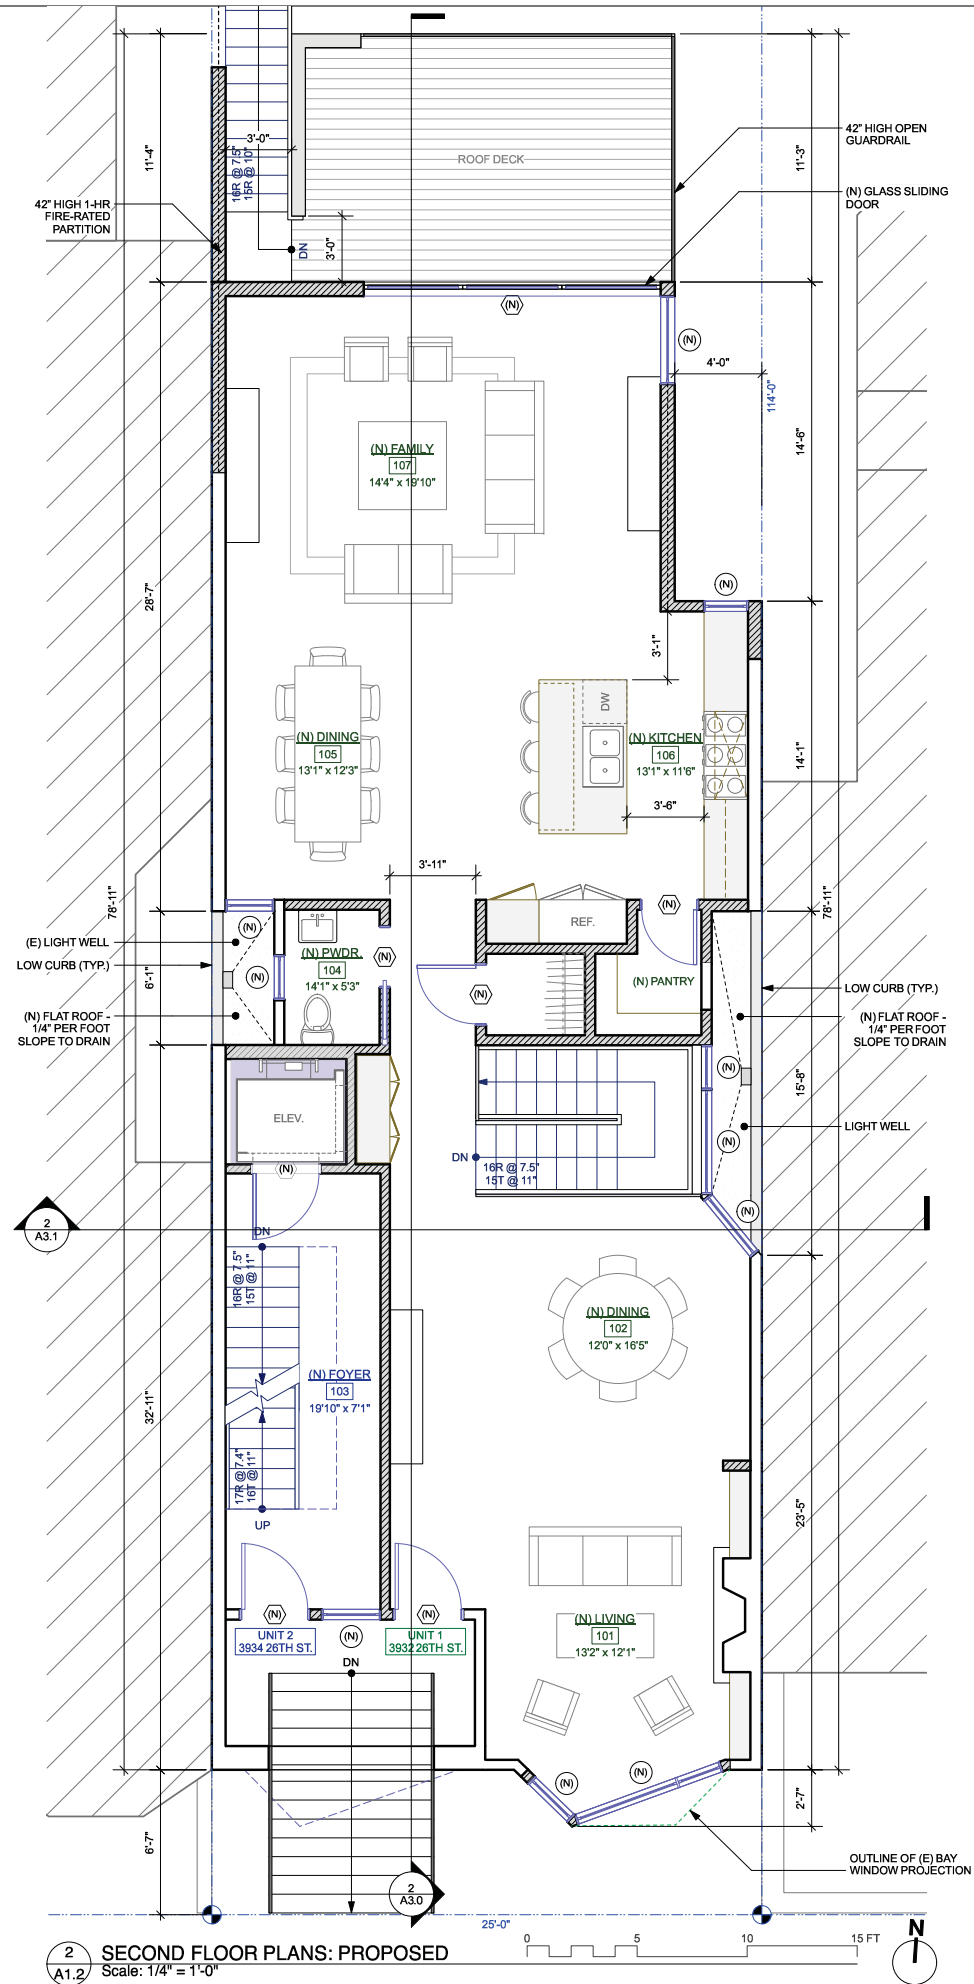 11'-4"
3'-0"
16R @ 7.5"
15R @ 10"
ROOF DECK
42" HIGH OPEN
GUARDRAIL
11'-3"
(N) GLASS SLIDING
DOOR
42" HIGH 1-HR
FIRE-RATED
PARTITION
DN
3'-0"
(N)
(N)
4'-0"
114'-0"
14'-6"
(N) FAMILY
107
14'4" x 19'10"
28'-7"
(N)
3'-1"
DW
(N) DINING
105
13'1" x 12'3"
(N) KITCHEN
106
13'1" x 11'6"
14'-1"
3'-6"
3'-11"
78'-11"
78'-11"
REF.
(N)
(E) LIGHT WELL
(N)
(N) PWDR.
104
14'1" x 5'3"
(N)
LOW CURB (TYP.)
6'-1"
(N)
(N)
(N) PANTRY
LOW CURB (TYP.)
(N) FLAT ROOF -
1/4" PER FOOT
SLOPE TO DRAIN
(N) FLAT ROOF -
1/4" PER FOOT
SLOPE TO DRAIN
(N)
15'-8"
ELEV.
LIGHT WELL
(N)
DN
16R @ 7.5"
15T @ 11"
(N)
(N)
2
A3.1
DN
16R @ 7.5"
15T @ 11"
(N) DINING
102
12'0" x 16'5"
(N) FOYER
103
19'10" x 7'1"
32'-11"
17R @ 7.4"
16T @ 11"
UP
23'-5"
(N)
(N)
(N) LIVING
101
13'2" x 12'1"
UNIT 2
3934 26TH ST.
(N)
UNIT 1
3932 26TH ST.
DN
(N)
(N)
2'-7"
6'-7"
OUTLINE OF (E) BAY
WINDOW PROJECTION
2
A3.0
25'-0"
N
2
A1.2
SECOND FLOOR PLANS: PROPOSED
Scale: 1/4" = 1'-0"
0 5 10 15 FT